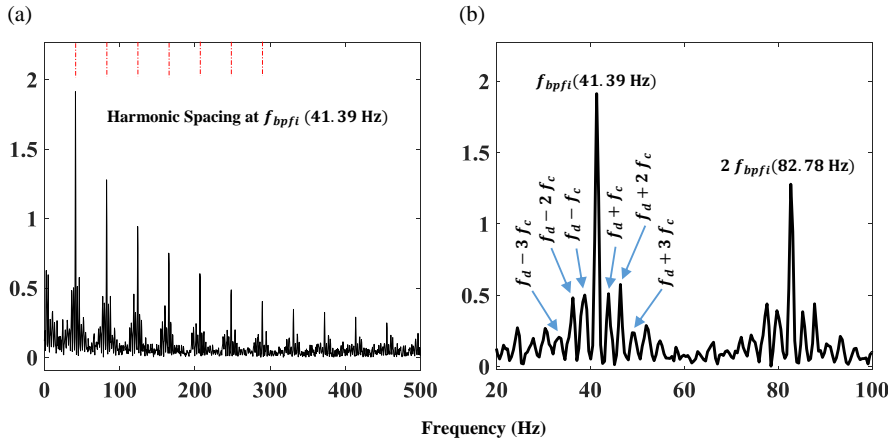 (a)
(b)
2
1.5
1
0.5
0
0 100 200 300 400 500
Harmonic Spacing at f_bpfi (41.39 Hz)
2
1.5
1
0.5
0
20 40 60 80 100
f_bpfi(41.39 Hz)
2 f_bpfi(82.78 Hz)
f_d − 3 f_c
f_d − 2 f_c
f_d − f_c
f_d + f_c
f_d + 2 f_c
f_d + 3 f_c
Frequency (Hz)